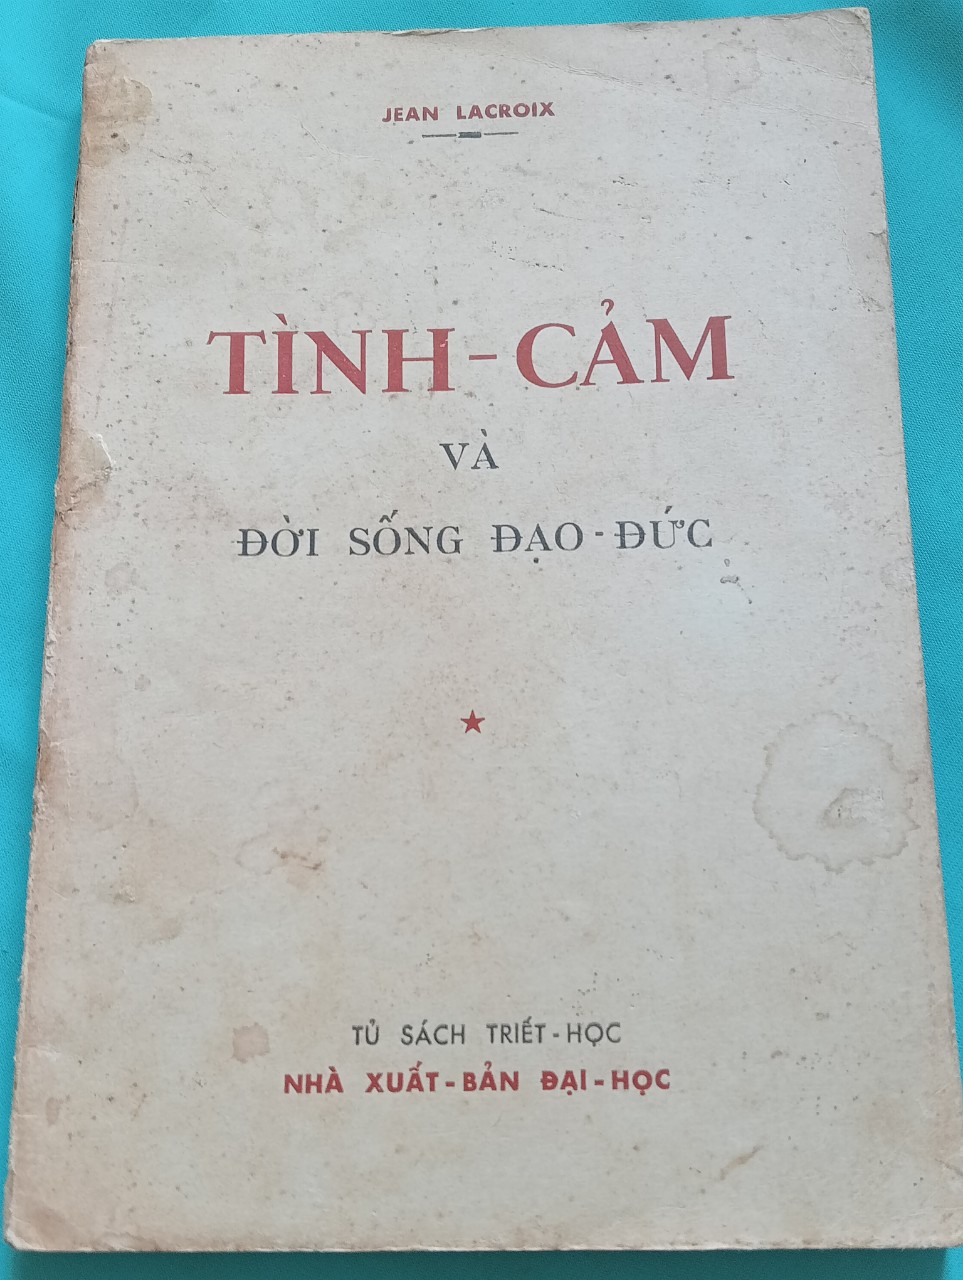 JEAN LACROIX
TÌNH-CẢM
VÀ
ĐỜI SỐNG ĐẠO-ĐỨC
TỦ SÁCH TRIẾT-HỌC
NHÀ XUẤT-BẢN ĐẠI-HỌC